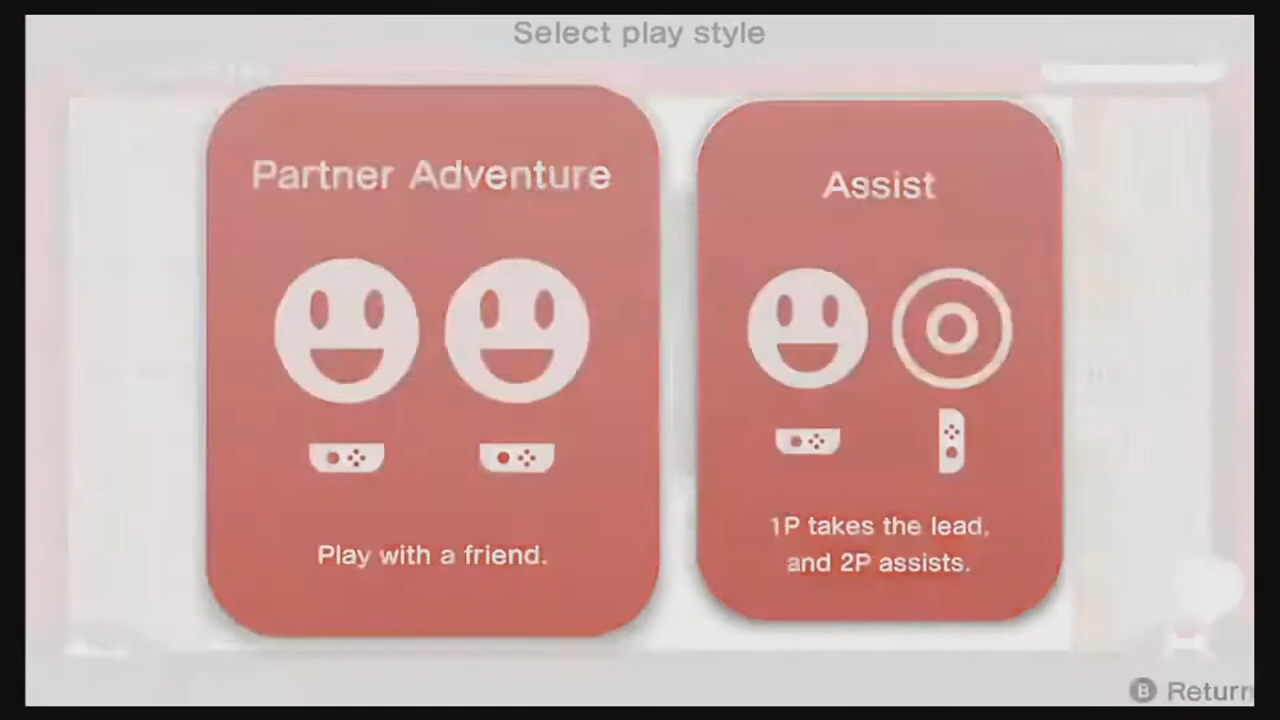 Select play style
Partner Adventure
Play with a friend.
Assist
1P takes the lead,
and 2P assists.
B Return